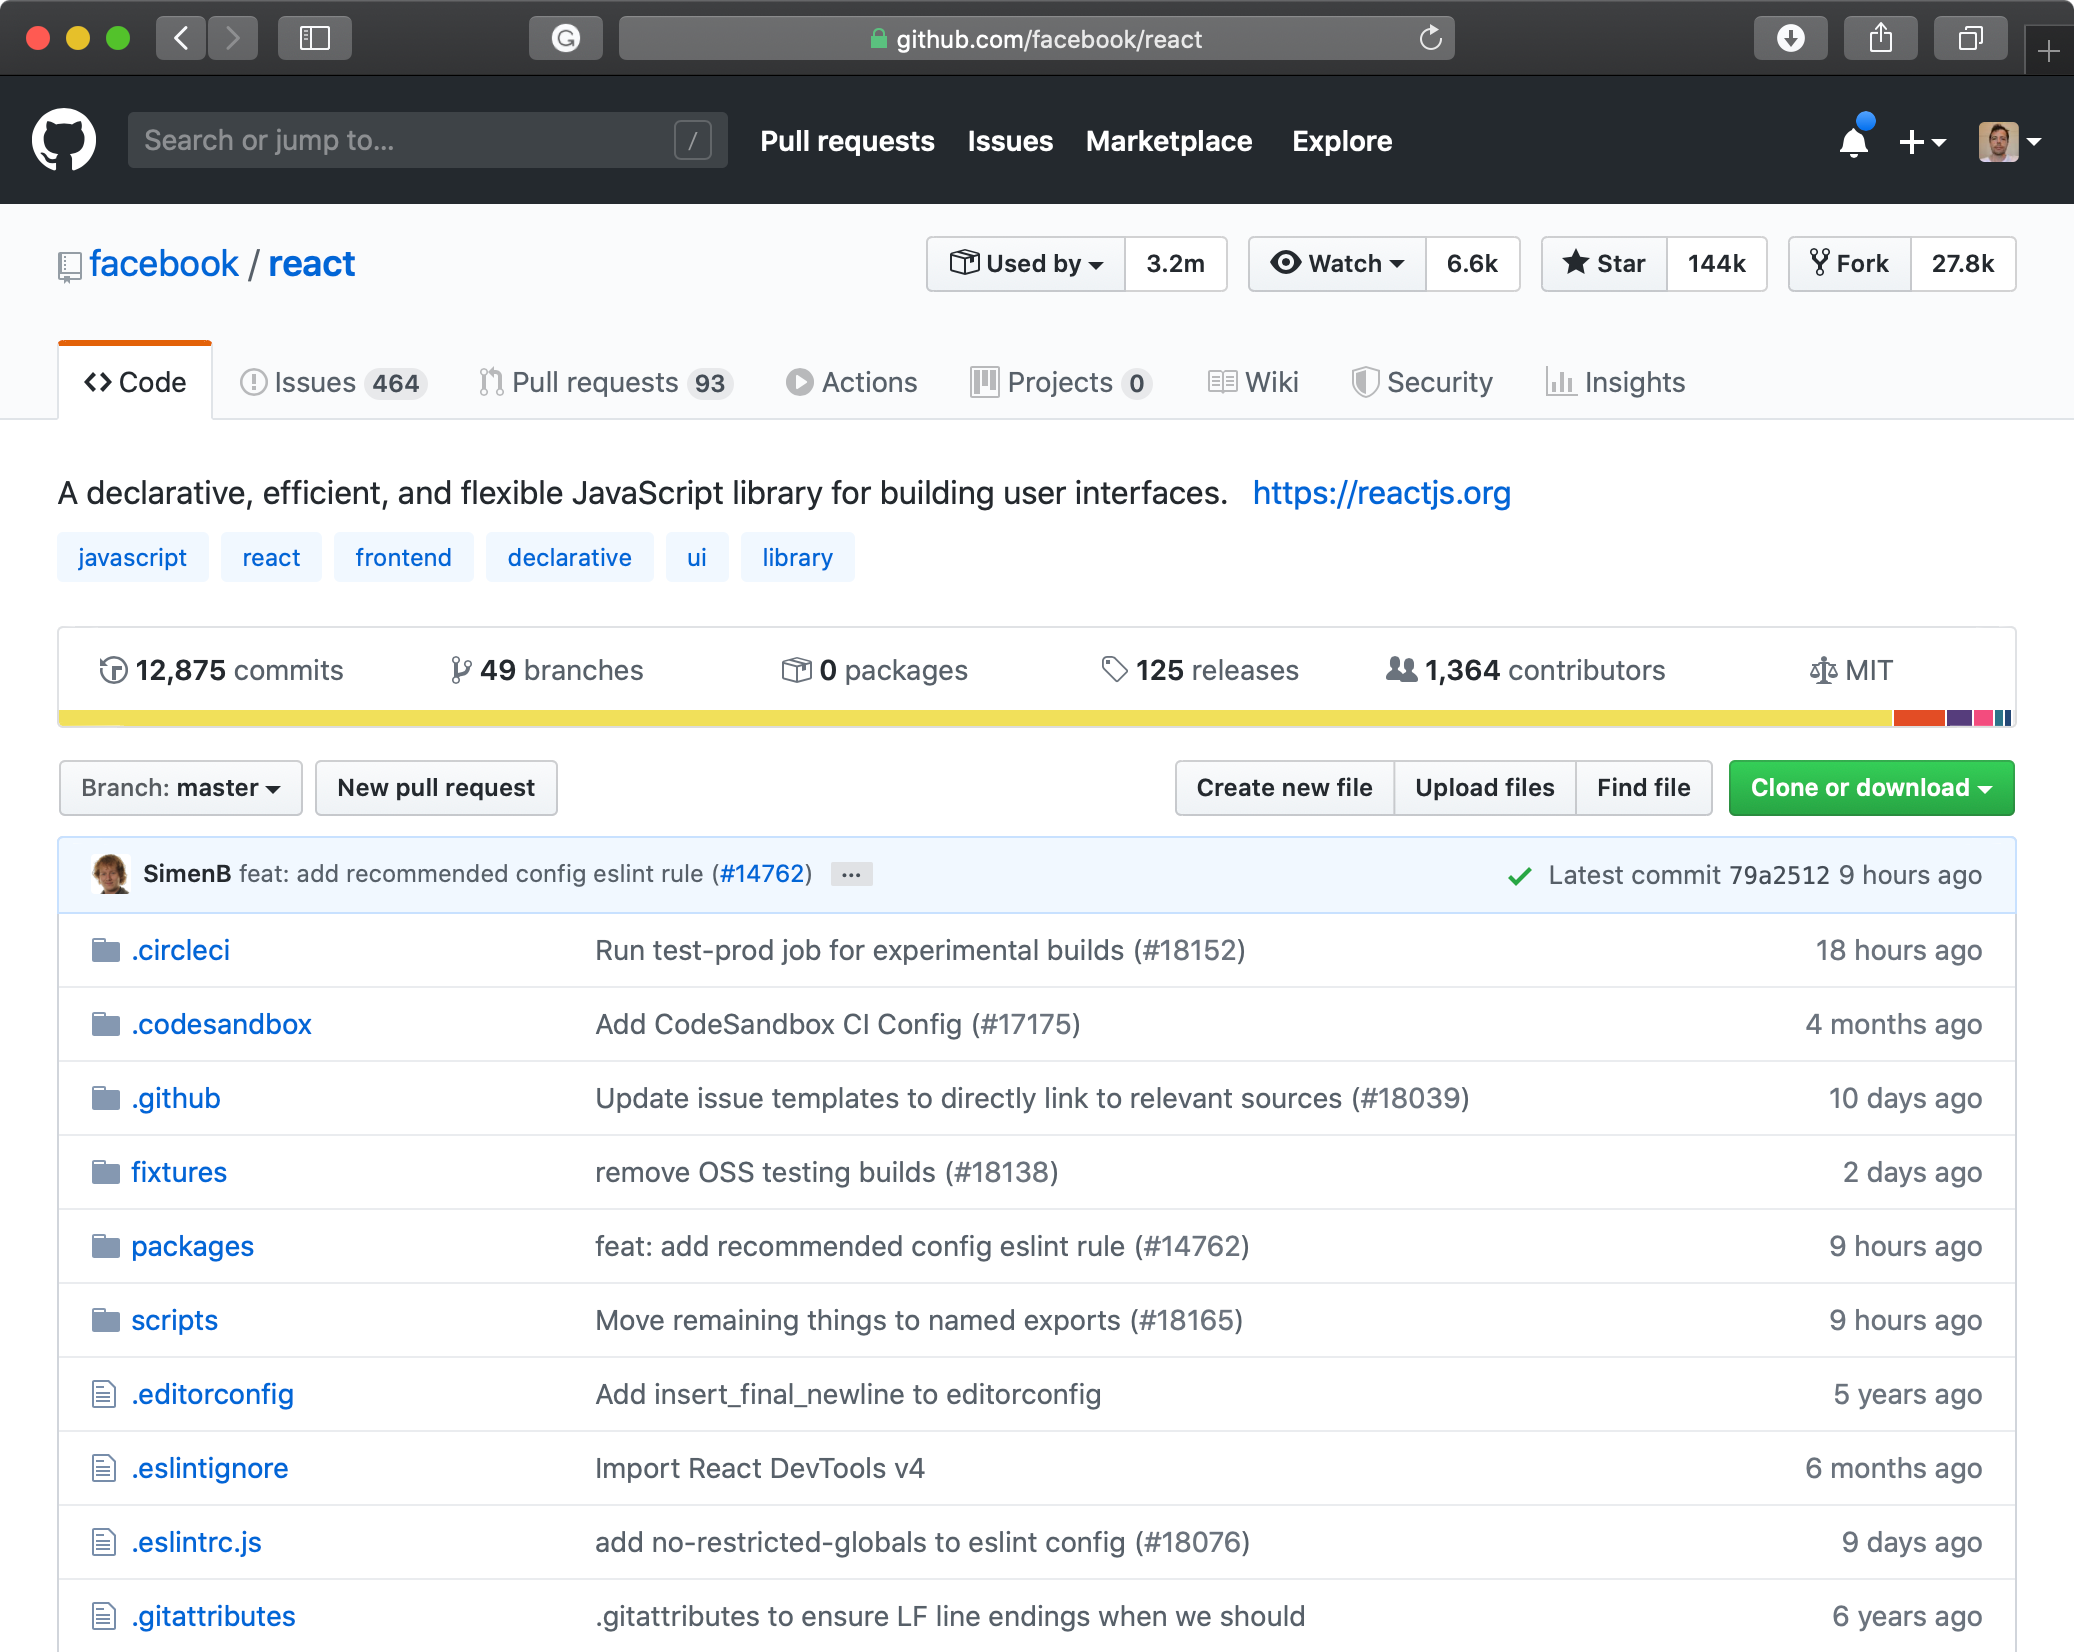 github.com/facebook/react
Search or jump to... /
Pull requests Issues Marketplace Explore
facebook / react
Used by 3.2m Watch 6.6k Star 144k Fork 27.8k
Code Issues 464 Pull requests 93 Actions Projects 0 Wiki Security Insights
A declarative, efficient, and flexible JavaScript library for building user interfaces. https://reactjs.org
javascript react frontend declarative ui library
12,875 commits 49 branches 0 packages 125 releases 1,364 contributors MIT
Branch: master New pull request Create new file Upload files Find file Clone or download
SimenB feat: add recommended config eslint rule (#14762) ... Latest commit 79a2512 9 hours ago
.circleci Run test-prod job for experimental builds (#18152) 18 hours ago
.codesandbox Add CodeSandbox CI Config (#17175) 4 months ago
.github Update issue templates to directly link to relevant sources (#18039) 10 days ago
fixtures remove OSS testing builds (#18138) 2 days ago
packages feat: add recommended config eslint rule (#14762) 9 hours ago
scripts Move remaining things to named exports (#18165) 9 hours ago
.editorconfig Add insert_final_newline to editorconfig 5 years ago
.eslintignore Import React DevTools v4 6 months ago
.eslintrc.js add no-restricted-globals to eslint config (#18076) 9 days ago
.gitattributes .gitattributes to ensure LF line endings when we should 6 years ago